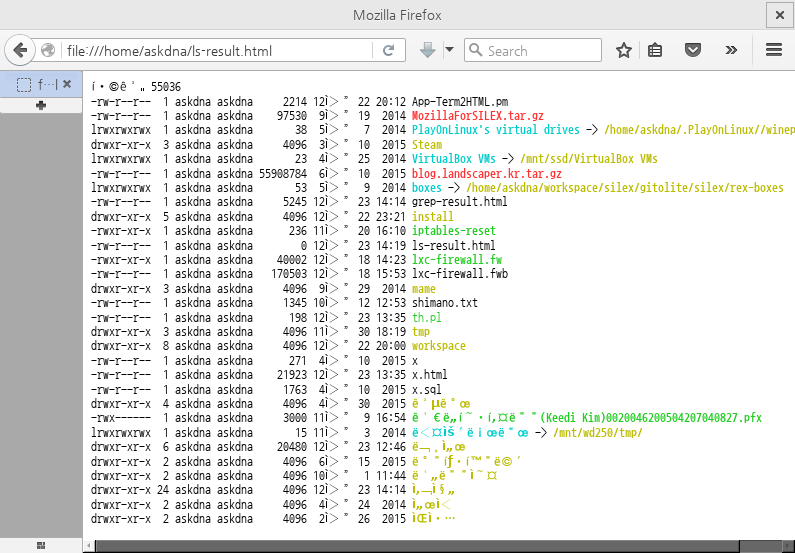 Mozilla Firefox
file:///home/askdna/ls-result.html
Search
f···l
55036
-rw-r--r-- 1 askdna askdna 2214 12ì> ” 22 20:12 App-Term2HTML.pm
-rw-r--r-- 1 askdna askdna 97530 9ì> ” 19 2014 MozillaForSILEX.tar.gz
lrwxrwxrwx 1 askdna askdna 38 5ì> ” 7 2014 PlayOnLinux's virtual drives -> /home/askdna/.PlayOnLinux//winep
drwxr-xr-x 3 askdna askdna 4096 3ì> ” 10 2015 Steam
lrwxrwxrwx 1 askdna askdna 23 4ì> ” 25 2014 VirtualBox VMs -> /mnt/ssd/VirtualBox VMs
-rw-r--r-- 1 askdna askdna 55908784 6ì> ” 10 2015 blog.landscaper.kr.tar.gz
lrwxrwxrwx 1 askdna askdna 53 5ì> ” 9 2014 boxes -> /home/askdna/workspace/silex/gitolite/silex/rex-boxes
-rw-r--r-- 1 askdna askdna 5245 12ì> ” 23 14:14 grep-result.html
drwxr-xr-x 5 askdna askdna 4096 12ì> ” 22 23:21 install
-rwxr-xr-x 1 askdna askdna 236 11ì> ” 20 16:10 iptables-reset
-rw-r--r-- 1 askdna askdna 0 12ì> ” 23 14:19 ls-result.html
-rwxr-xr-x 1 askdna askdna 40002 12ì> ” 18 14:23 lxc-firewall.fw
-rw-r--r-- 1 askdna askdna 170503 12ì> ” 18 15:53 lxc-firewall.fwb
drwxr-xr-x 3 askdna askdna 4096 9ì> ” 29 2014 mame
-rw-r--r-- 1 askdna askdna 1345 10ì> ” 12 12:53 shimano.txt
-rw-r--r-- 1 askdna askdna 198 12ì> ” 23 13:35 th.pl
drwxr-xr-x 3 askdna askdna 4096 11ì> ” 30 18:19 tmp
drwxr-xr-x 8 askdna askdna 4096 12ì> ” 22 20:00 workspace
-rw-r--r-- 1 askdna askdna 271 4ì> ” 10 2015 x
-rw-r--r-- 1 askdna askdna 21923 12ì> ” 23 13:35 x.html
-rw-r--r-- 1 askdna askdna 1763 4ì> ” 10 2015 x.sql
drwxr-xr-x 4 askdna askdna 4096 4ì> ” 30 2015
-rwx------ 1 askdna askdna 3000 11ì> ” 9 16:54 (Keedi Kim)0020046200504207040827.pfx
lrwxrwxrwx 1 askdna askdna 15 11ì> ” 3 2014 -> /mnt/wd250/tmp/
drwxr-xr-x 6 askdna askdna 20480 12ì> ” 23 12:46
drwxr-xr-x 2 askdna askdna 4096 6ì> ” 15 2015
drwxr-xr-x 2 askdna askdna 4096 10ì> ” 1 11:44
drwxr-xr-x 24 askdna askdna 4096 12ì> ” 23 14:14
drwxr-xr-x 2 askdna askdna 4096 4ì> ” 24 2014
drwxr-xr-x 2 askdna askdna 4096 2ì> ” 26 2015